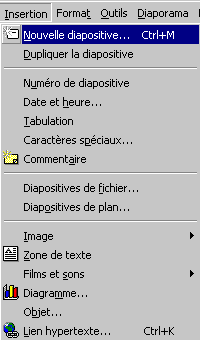 Insertion Format Outils Diaporama
Nouvelle diapositive... Ctrl+M
Dupliquer la diapositive
Numéro de diapositive
Date et heure...
Tabulation
Caractères spéciaux...
Commentaire
Diapositives de fichier...
Diapositives de plan...
Image
Zone de texte
Films et sons
Diagramme...
Objet...
Lien hypertexte... Ctrl+K